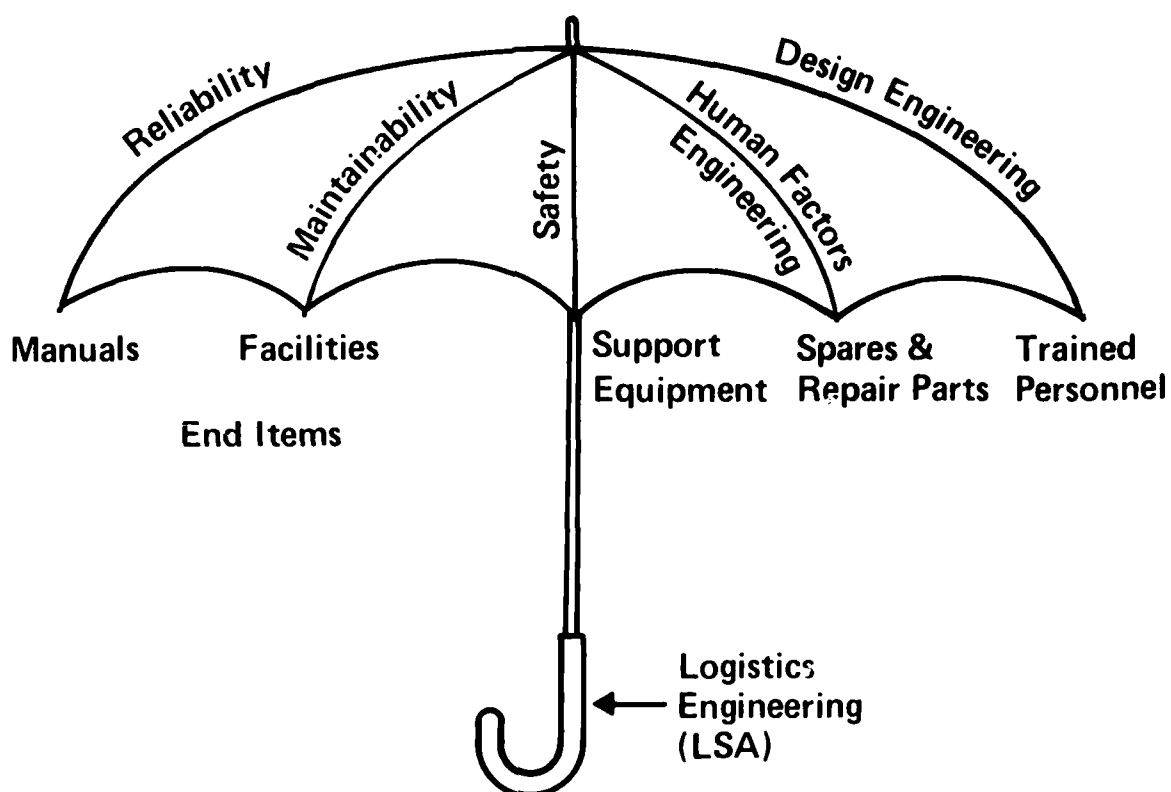 Reliability
Maintainability
Safety
Human Factors
Engineering
Design Engineering
Manuals
Facilities
Support
Equipment
Spares &
Repair Parts
Trained
Personnel
End Items
Logistics
Engineering
(LSA)